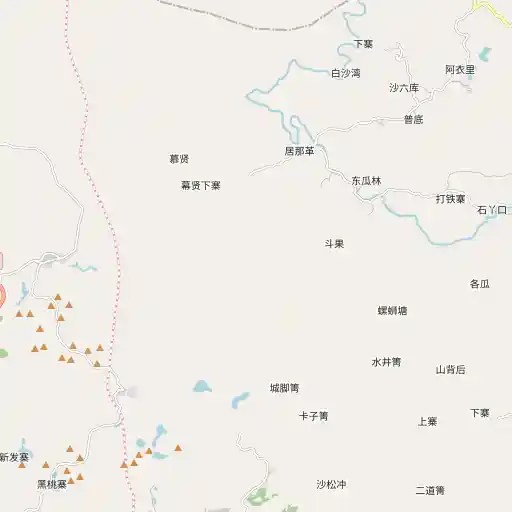 下寨
白沙湾
阿衣里
沙六库
普底
居那革
慕贤
幕贤下寨
东瓜林
打铁寨
石丫口
斗果
各瓜
螺蛳塘
水井箐
山背后
城脚箐
卡子箐
下寨
上寨
新发寨
黑桃寨
沙松冲
二道箐